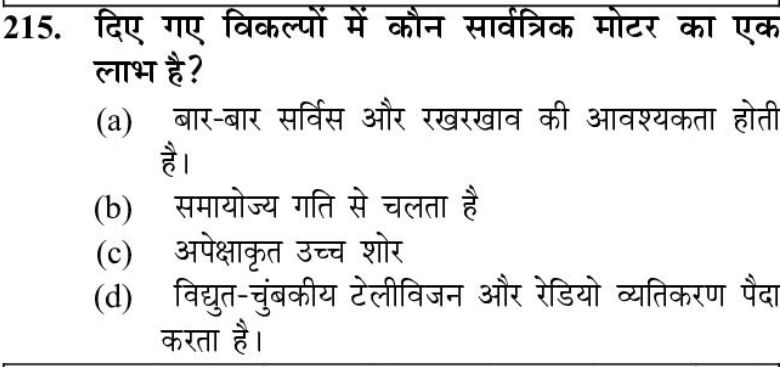 215. दिए गए विकल्पों में कौन सार्वत्रिक मोटर का एक
लाभ है?
(a) बार-बार सर्विस और रखरखाव की आवश्यकता होती
है।
(b) समायोज्य गति से चलता है
(c) अपेक्षाकृत उच्च शोर
(d) विद्युत-चुंबकीय टेलीविजन और रेडियो व्यतिकरण पैदा
करता है।